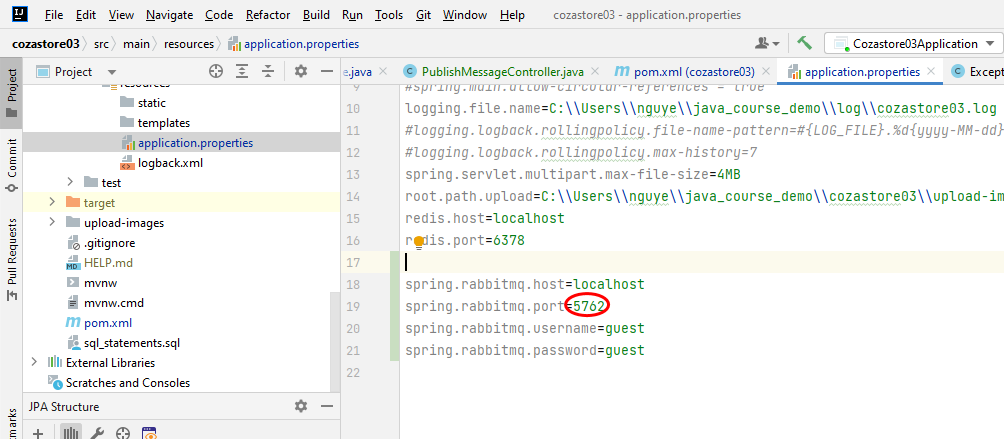 IJ File Edit View Navigate Code Refactor Build Run Tools Git Window Help cozastore03 - application.properties
cozastore03 src main resources application.properties Cozastore03Application
Project e.java PublishMessageController.java pom.xml (cozastore03) application.properties Except
Project
Commit
Pull Requests
resources
static
templates
application.properties
logback.xml
test
target
upload-images
.gitignore
HELP.md
mvnw
mvnw.cmd
pom.xml
sql_statements.sql
External Libraries
Scratches and Consoles
JPA Structure
9 #spring.main.allow-circular-references = true
10 logging.file.name=C:\\Users\\nguye\\java_course_demo\\log\\cozastore03.log
11 #logging.logback.rollingpolicy.file-name-pattern=#{LOG_FILE}.%d{yyyy-MM-dd}
12 #logging.logback.rollingpolicy.max-history=7
13 spring.servlet.multipart.max-file-size=4MB
14 root.path.upload=C:\\Users\\nguye\\java_course_demo\\cozastore03\\upload-im
15 redis.host=localhost
16 redis.port=6378
17
18 spring.rabbitmq.host=localhost
19 spring.rabbitmq.port=5762
20 spring.rabbitmq.username=guest
21 spring.rabbitmq.password=guest
22